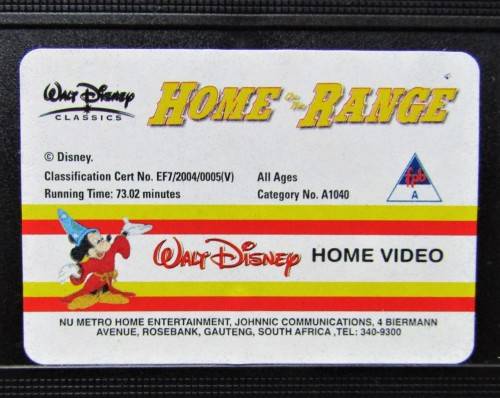 Walt Disney
CLASSICS
HOME On The RANGE
© Disney.
Classification Cert No. EF7/2004/0005(V) All Ages
Running Time: 73.02 minutes Category No. A1040
fpb
A
Walt Disney HOME VIDEO
NU METRO HOME ENTERTAINMENT, JOHNNIC COMMUNICATIONS, 4 BIERMANN
AVENUE, ROSEBANK, GAUTENG, SOUTH AFRICA ,TEL: 340-9300